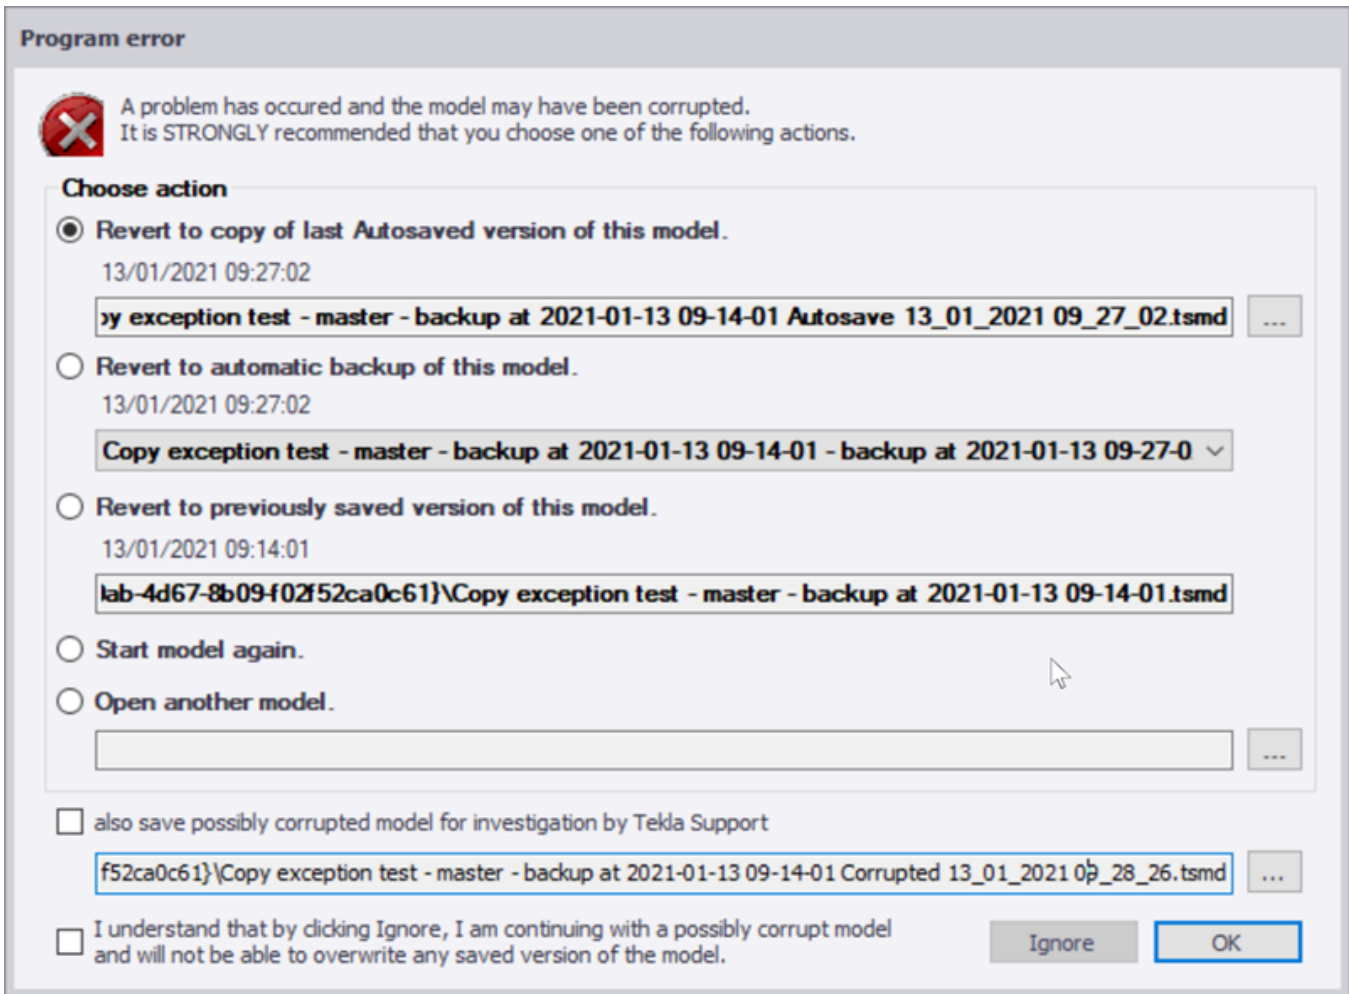 Program error
A problem has occured and the model may have been corrupted.
It is STRONGLY recommended that you choose one of the following actions.
Choose action
Revert to copy of last Autosaved version of this model.
13/01/2021 09:27:02
py exception test - master - backup at 2021-01-13 09-14-01 Autosave 13_01_2021 09_27_02.tsmd
...
Revert to automatic backup of this model.
13/01/2021 09:27:02
Copy exception test - master - backup at 2021-01-13 09-14-01 - backup at 2021-01-13 09-27-0
Revert to previously saved version of this model.
13/01/2021 09:14:01
ab-4d67-8b09-f02f52ca0c61}\Copy exception test - master - backup at 2021-01-13 09-14-01.tsmd
Start model again.
Open another model.
...
also save possibly corrupted model for investigation by Tekla Support
f52ca0c61}\Copy exception test - master - backup at 2021-01-13 09-14-01 Corrupted 13_01_2021 09_28_26.tsmd
...
I understand that by clicking Ignore, I am continuing with a possibly corrupt model
and will not be able to overwrite any saved version of the model.
Ignore
OK